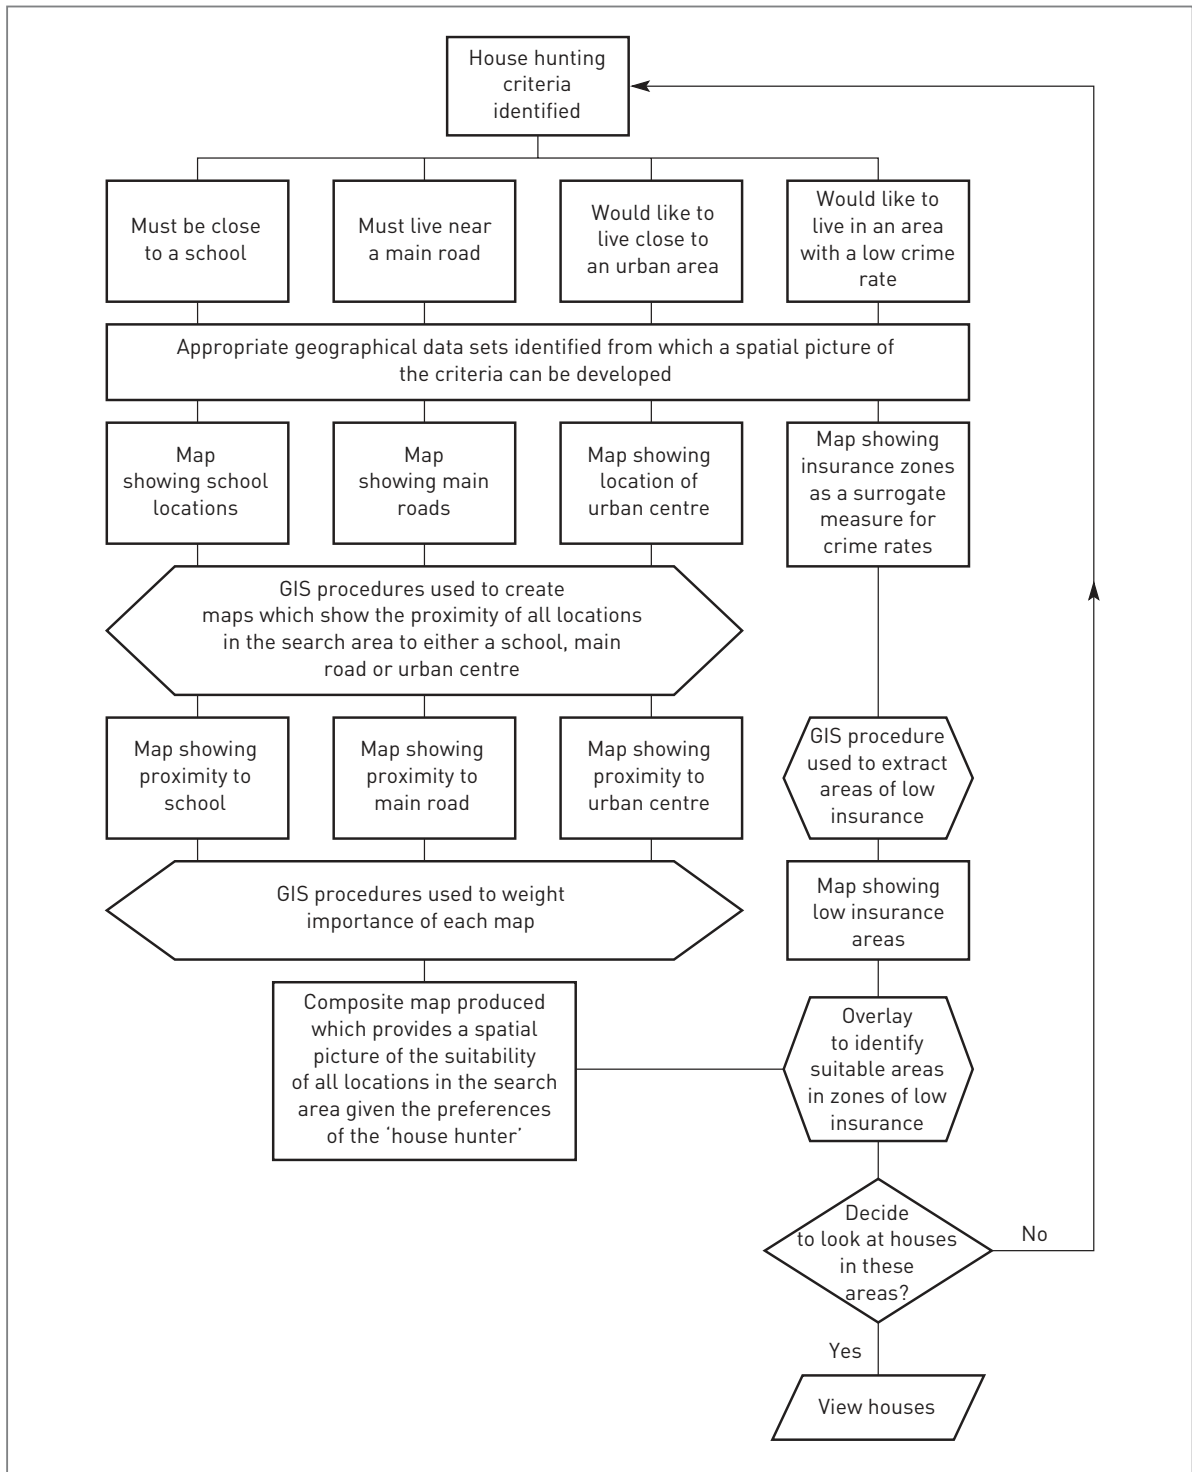 House hunting
criteria
identified
Must be close
to a school
Must live near
a main road
Would like to
live close to
an urban area
Would like to
live in an area
with a low crime
rate
Appropriate geographical data sets identified from which a spatial picture of
the criteria can be developed
Map
showing school
locations
Map
showing main
roads
Map showing
location of
urban centre
Map showing
insurance zones
as a surrogate
measure for
crime rates
GIS procedures used to create
maps which show the proximity of all locations
in the search area to either a school, main
road or urban centre
Map showing
proximity to
school
Map showing
proximity to
main road
Map showing
proximity to
urban centre
GIS procedure
used to extract
areas of low
insurance
GIS procedures used to weight
importance of each map
Map showing
low insurance
areas
Composite map produced
which provides a spatial
picture of the suitability
of all locations in the search
area given the preferences
of the ‘house hunter’
Overlay
to identify
suitable areas
in zones of low
insurance
Decide
to look at houses
in these
areas?
No
Yes
View houses